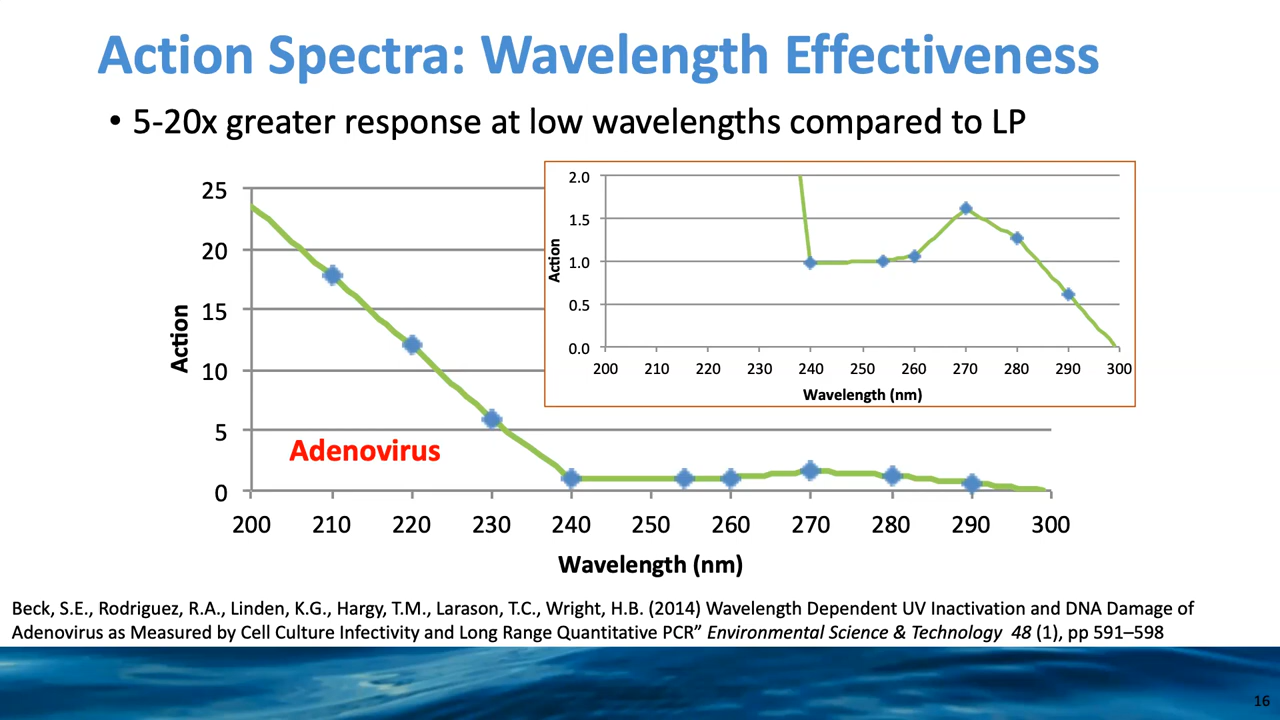 Action Spectra: Wavelength Effectiveness
• 5-20x greater response at low wavelengths compared to LP
25
20
15
10
5
0
Action
200 210 220 230 240 250 260 270 280 290 300
Wavelength (nm)
Adenovirus
2.0
1.5
1.0
0.5
0.0
Action
200 210 220 230 240 250 260 270 280 290 300
Wavelength (nm)
Beck, S.E., Rodriguez, R.A., Linden, K.G., Hargy, T.M., Larason, T.C., Wright, H.B. (2014) Wavelength Dependent UV Inactivation and DNA Damage of
Adenovirus as Measured by Cell Culture Infectivity and Long Range Quantitative PCR” Environmental Science & Technology 48 (1), pp 591–598
16